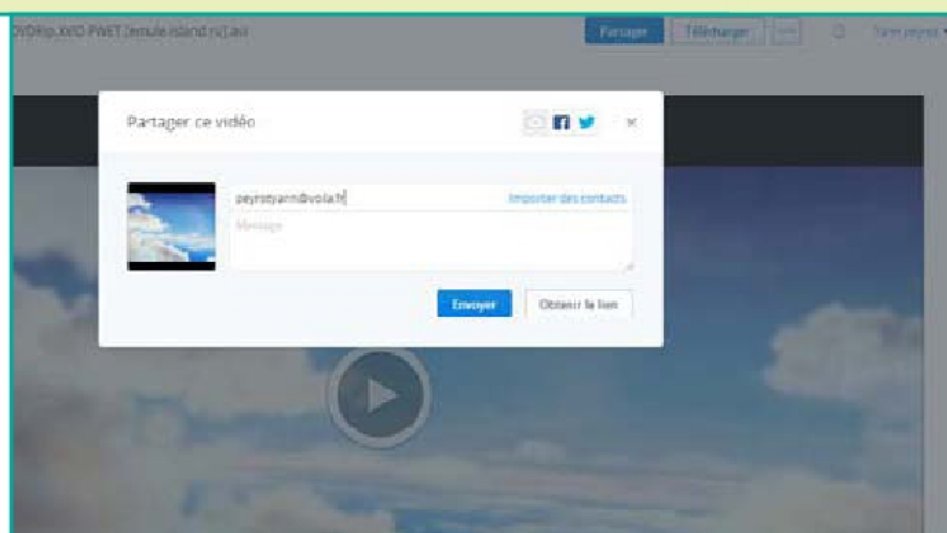 DVDRip.XViD-PWET [emule-island.ru].avi
Partager Télécharger
Partager ce vidéo
peyrotyann@voila.fr Importer des contacts
Message
Envoyer Obtenir le lien